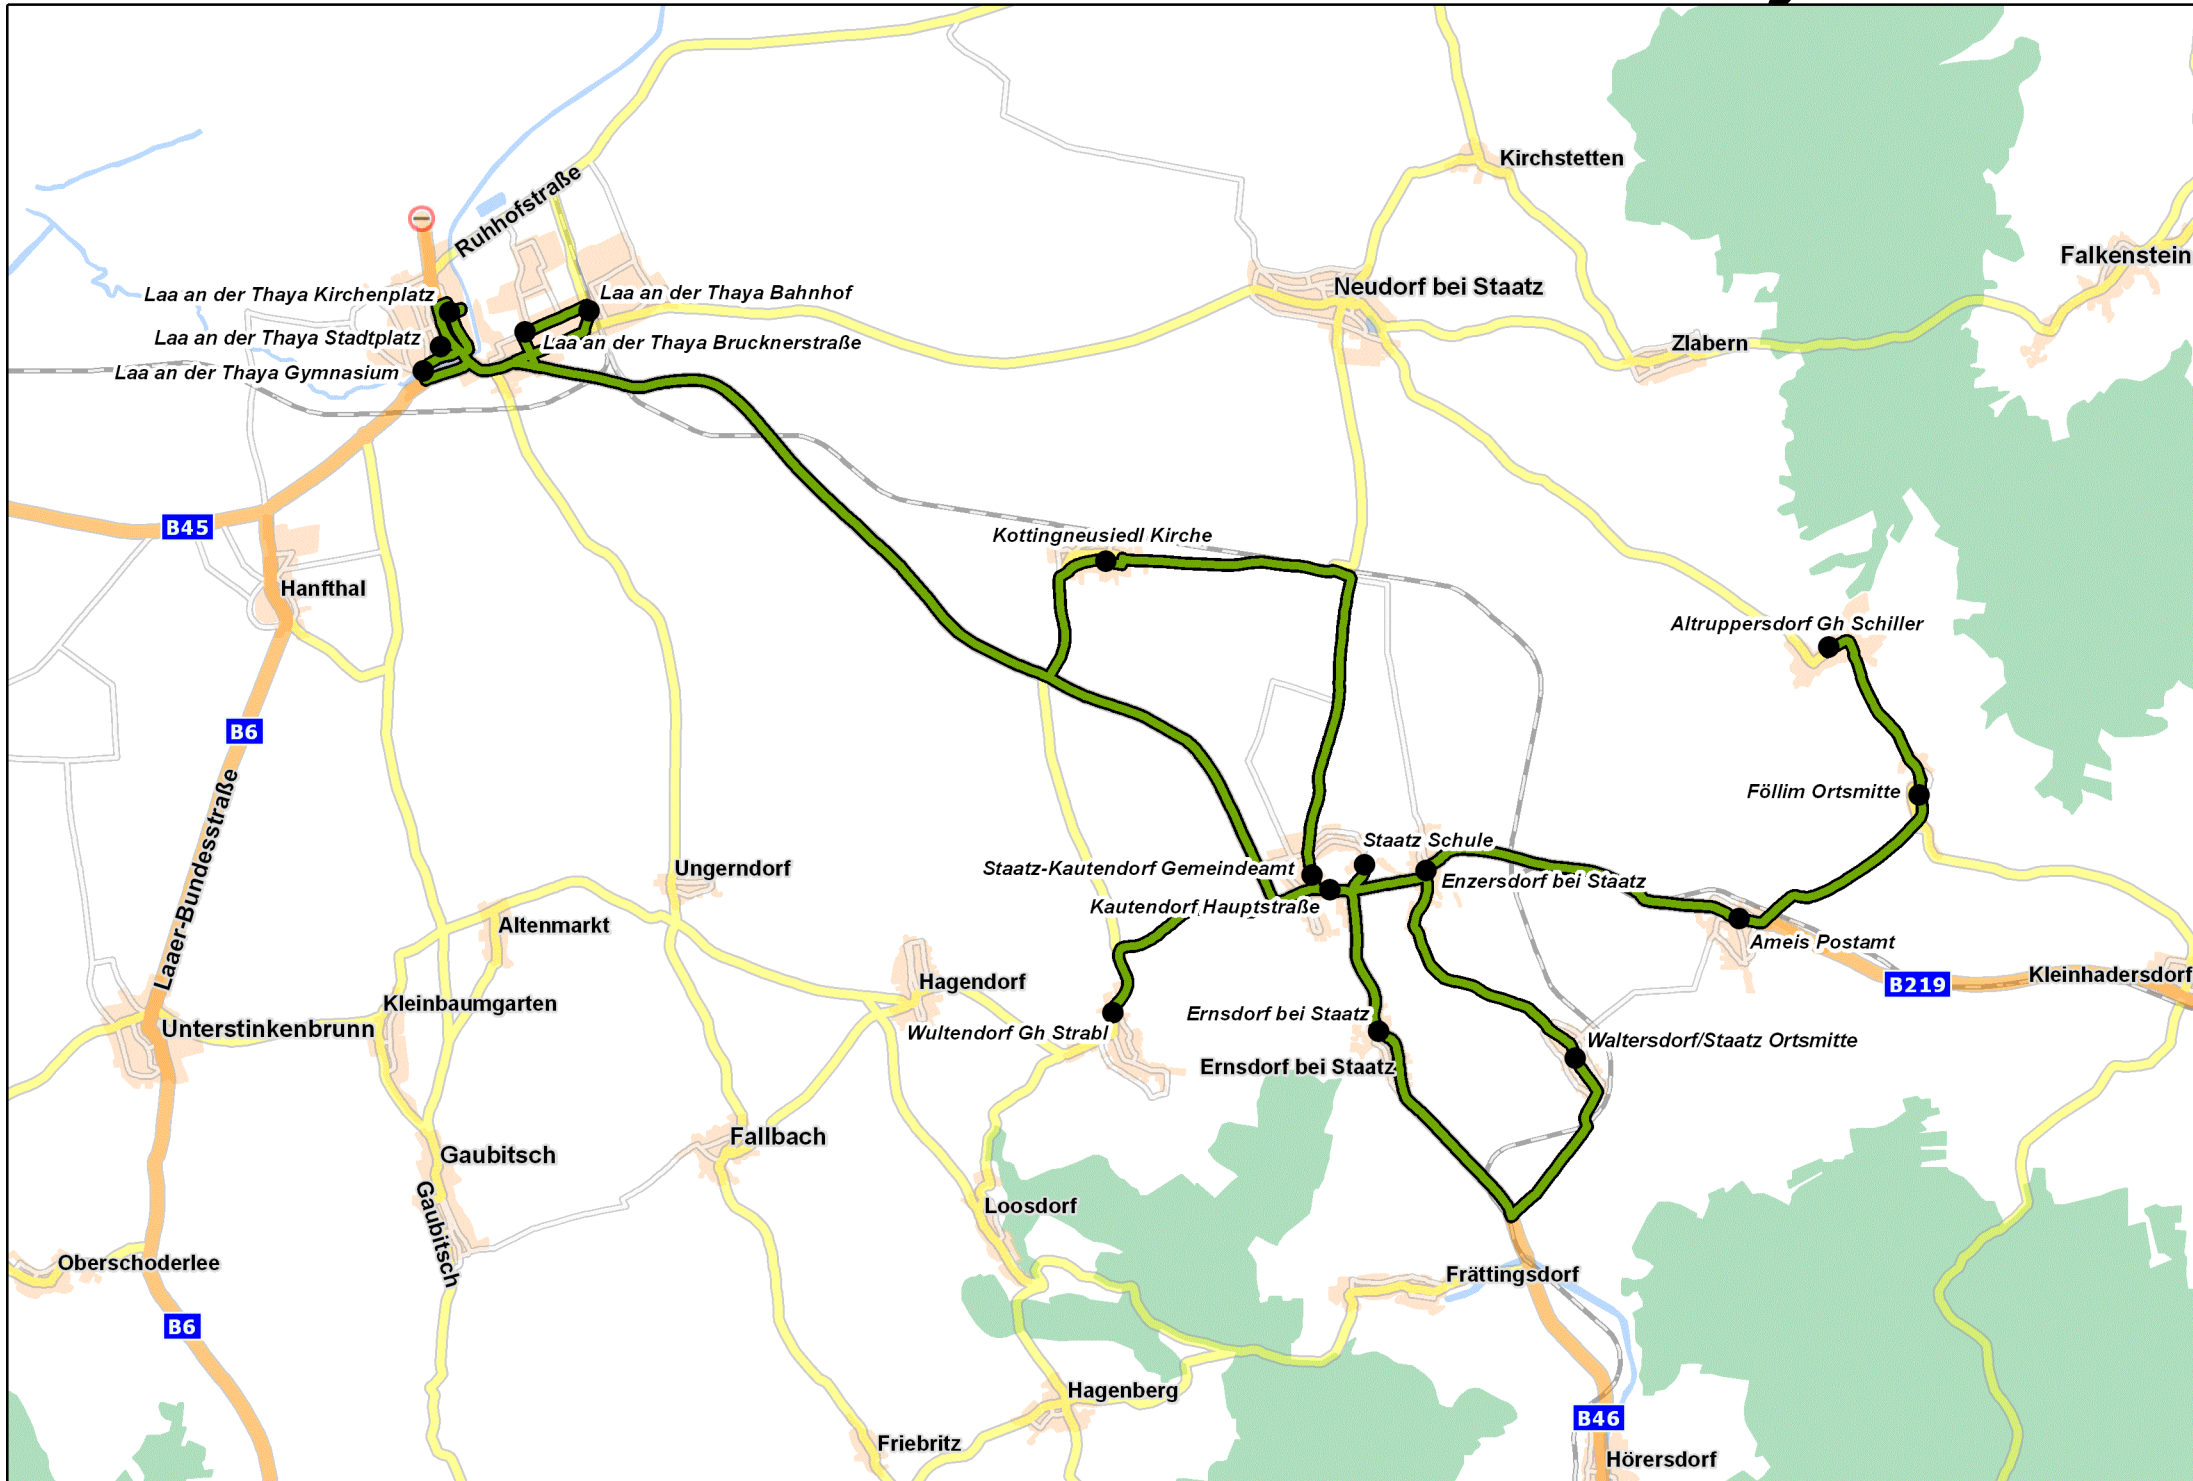 Kirchstetten
Ruhhofstraße
Falkenstein
Laa an der Thaya Kirchenplatz
Laa an der Thaya Bahnhof
Neudorf bei Staatz
Laa an der Thaya Stadtplatz
Laa an der Thaya Brucknerstraße
Zlabern
Laa an der Thaya Gymnasium
B45
Kottingneusiedl Kirche
Hanfthal
Altruppersdorf Gh Schiller
B6
Föllim Ortsmitte
Laaer-Bundesstraße
Staatz Schule
Ungerndorf
Staatz-Kautendorf Gemeindeamt
Enzersdorf bei Staatz
Kautendorf Hauptstraße
Altenmarkt
Ameis Postamt
Kleinhadersdorf
Hagendorf
B219
Kleinbaumgarten
Ernsdorf bei Staatz
Unterstinkenbrunn
Wultendorf Gh Strabl
Waltersdorf/Staatz Ortsmitte
Ernsdorf bei Staatz
Fallbach
Gaubitsch
Loosdorf
Gaubitsch
Oberschoderlee
Frättingsdorf
B6
Hagenberg
B46
Friebritz
Hörersdorf